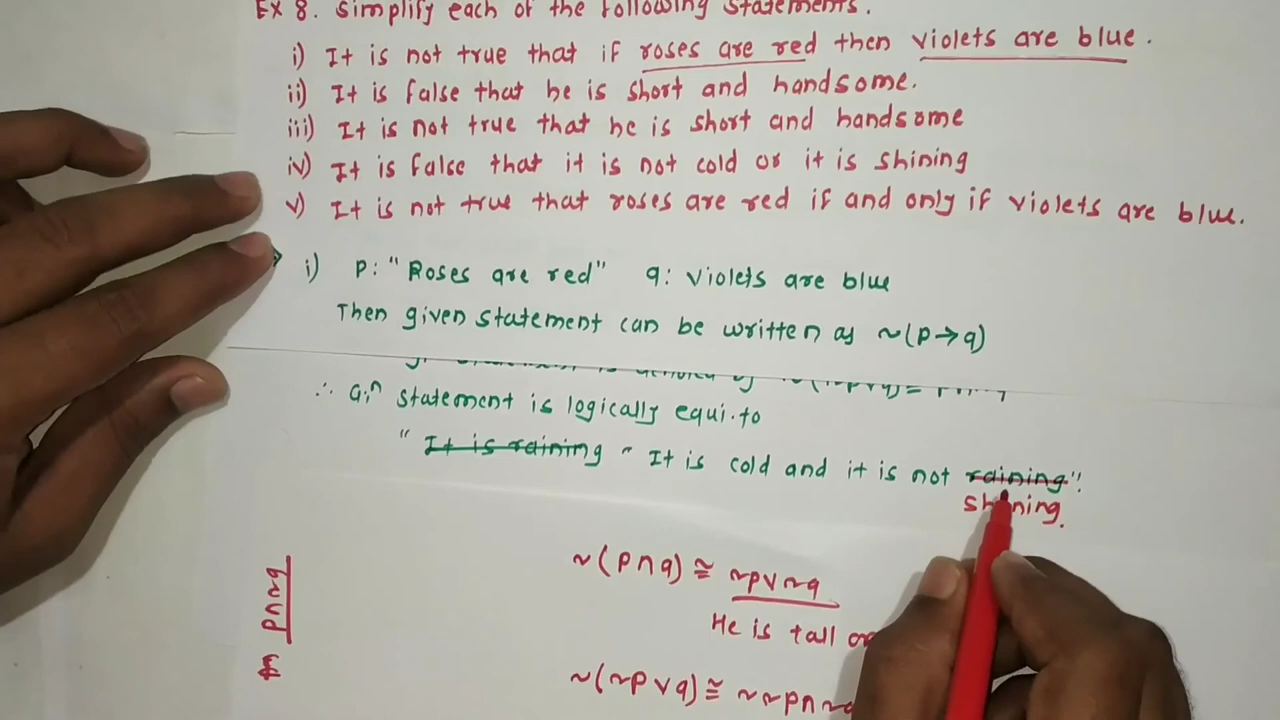 Ex 8. Simplify each of the following statements.
i) It is not true that if roses are red then violets are blue.
ii) It is false that he is short and handsome.
iii) It is not true that he is short and handsome
iv) It is false that it is not cold or it is shining
v) It is not true that roses are red if and only if violets are blue.
i) p: "Roses are red" q: violets are blue
Then given statement can be written as ~(p→q)
∴ Giⁿ statement is logically equi. to
" It is raining " It is cold and it is not raining".
shining.
~(p∩q) ≅ ~p∨~q
He is tall or
~(~p∨q) ≅ ~~p∩~q
p∩~q